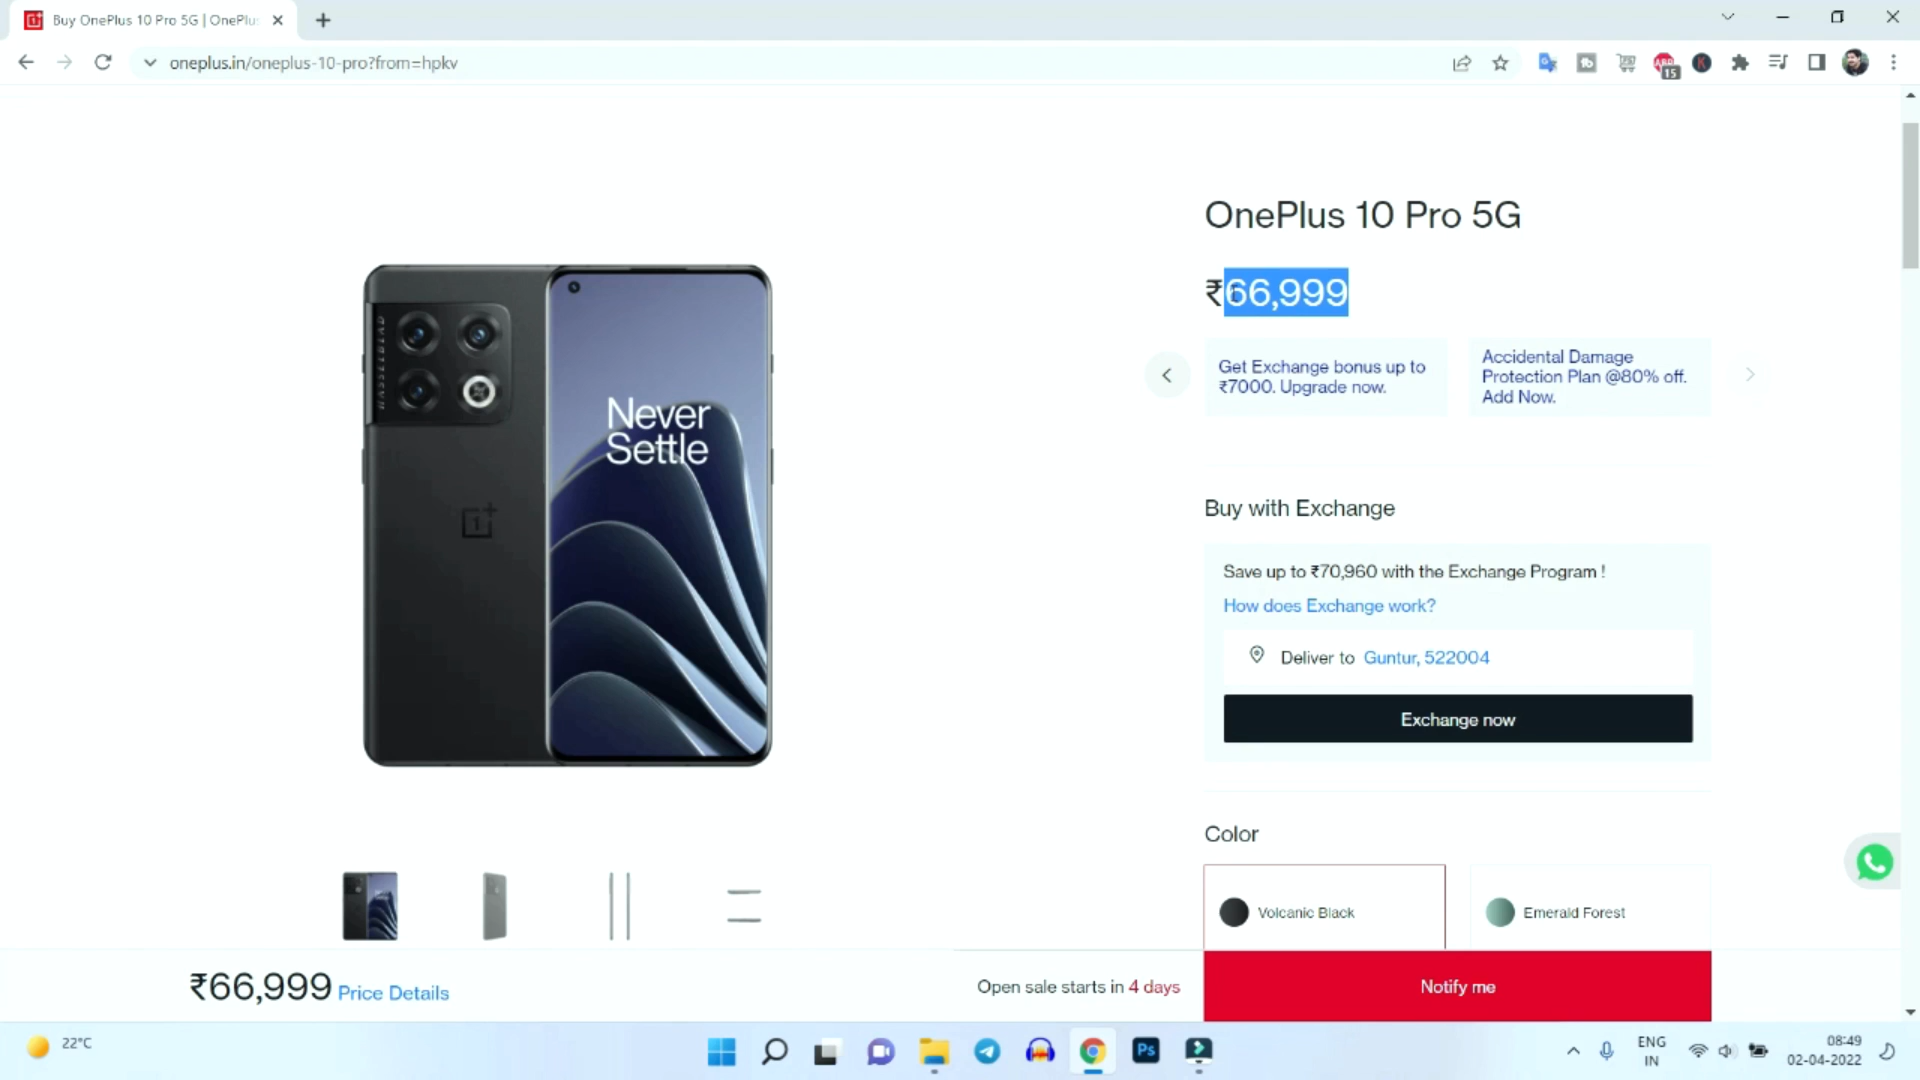 Buy OnePlus 10 Pro 5G | OnePlu
oneplus.in/oneplus-10-pro?from=hpkv
15
OnePlus 10 Pro 5G
₹66,999
Get Exchange bonus up to
₹7000. Upgrade now.
Accidental Damage
Protection Plan @80% off.
Add Now.
HASSELBLAD
Never
Settle
Buy with Exchange
Save up to ₹70,960 with the Exchange Program !
How does Exchange work?
Deliver to Guntur, 522004
Exchange now
Color
Volcanic Black
Emerald Forest
₹66,999 Price Details
Open sale starts in 4 days
Notify me
22°C
Ps
ENG
IN
08:49
02-04-2022